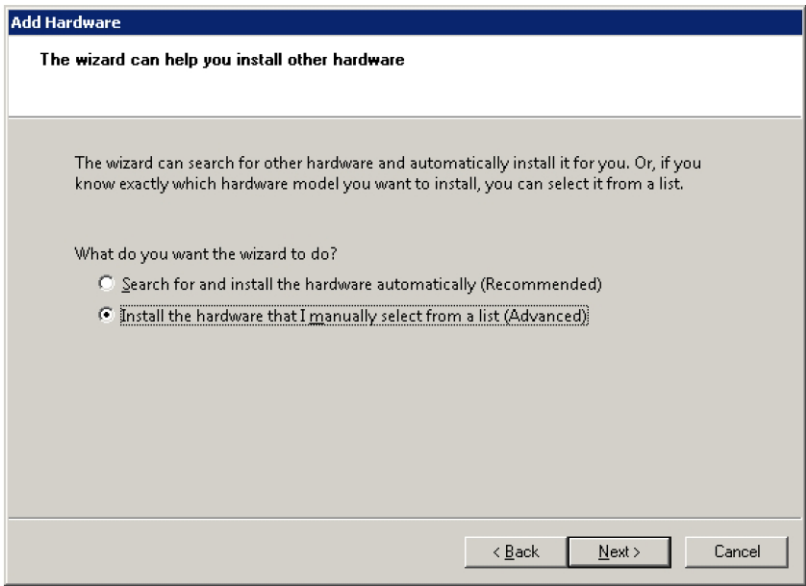 Add Hardware
The wizard can help you install other hardware
The wizard can search for other hardware and automatically install it for you. Or, if you
know exactly which hardware model you want to install, you can select it from a list.
What do you want the wizard to do?
Search for and install the hardware automatically (Recommended)
Install the hardware that I manually select from a list (Advanced)
< Back Next > Cancel